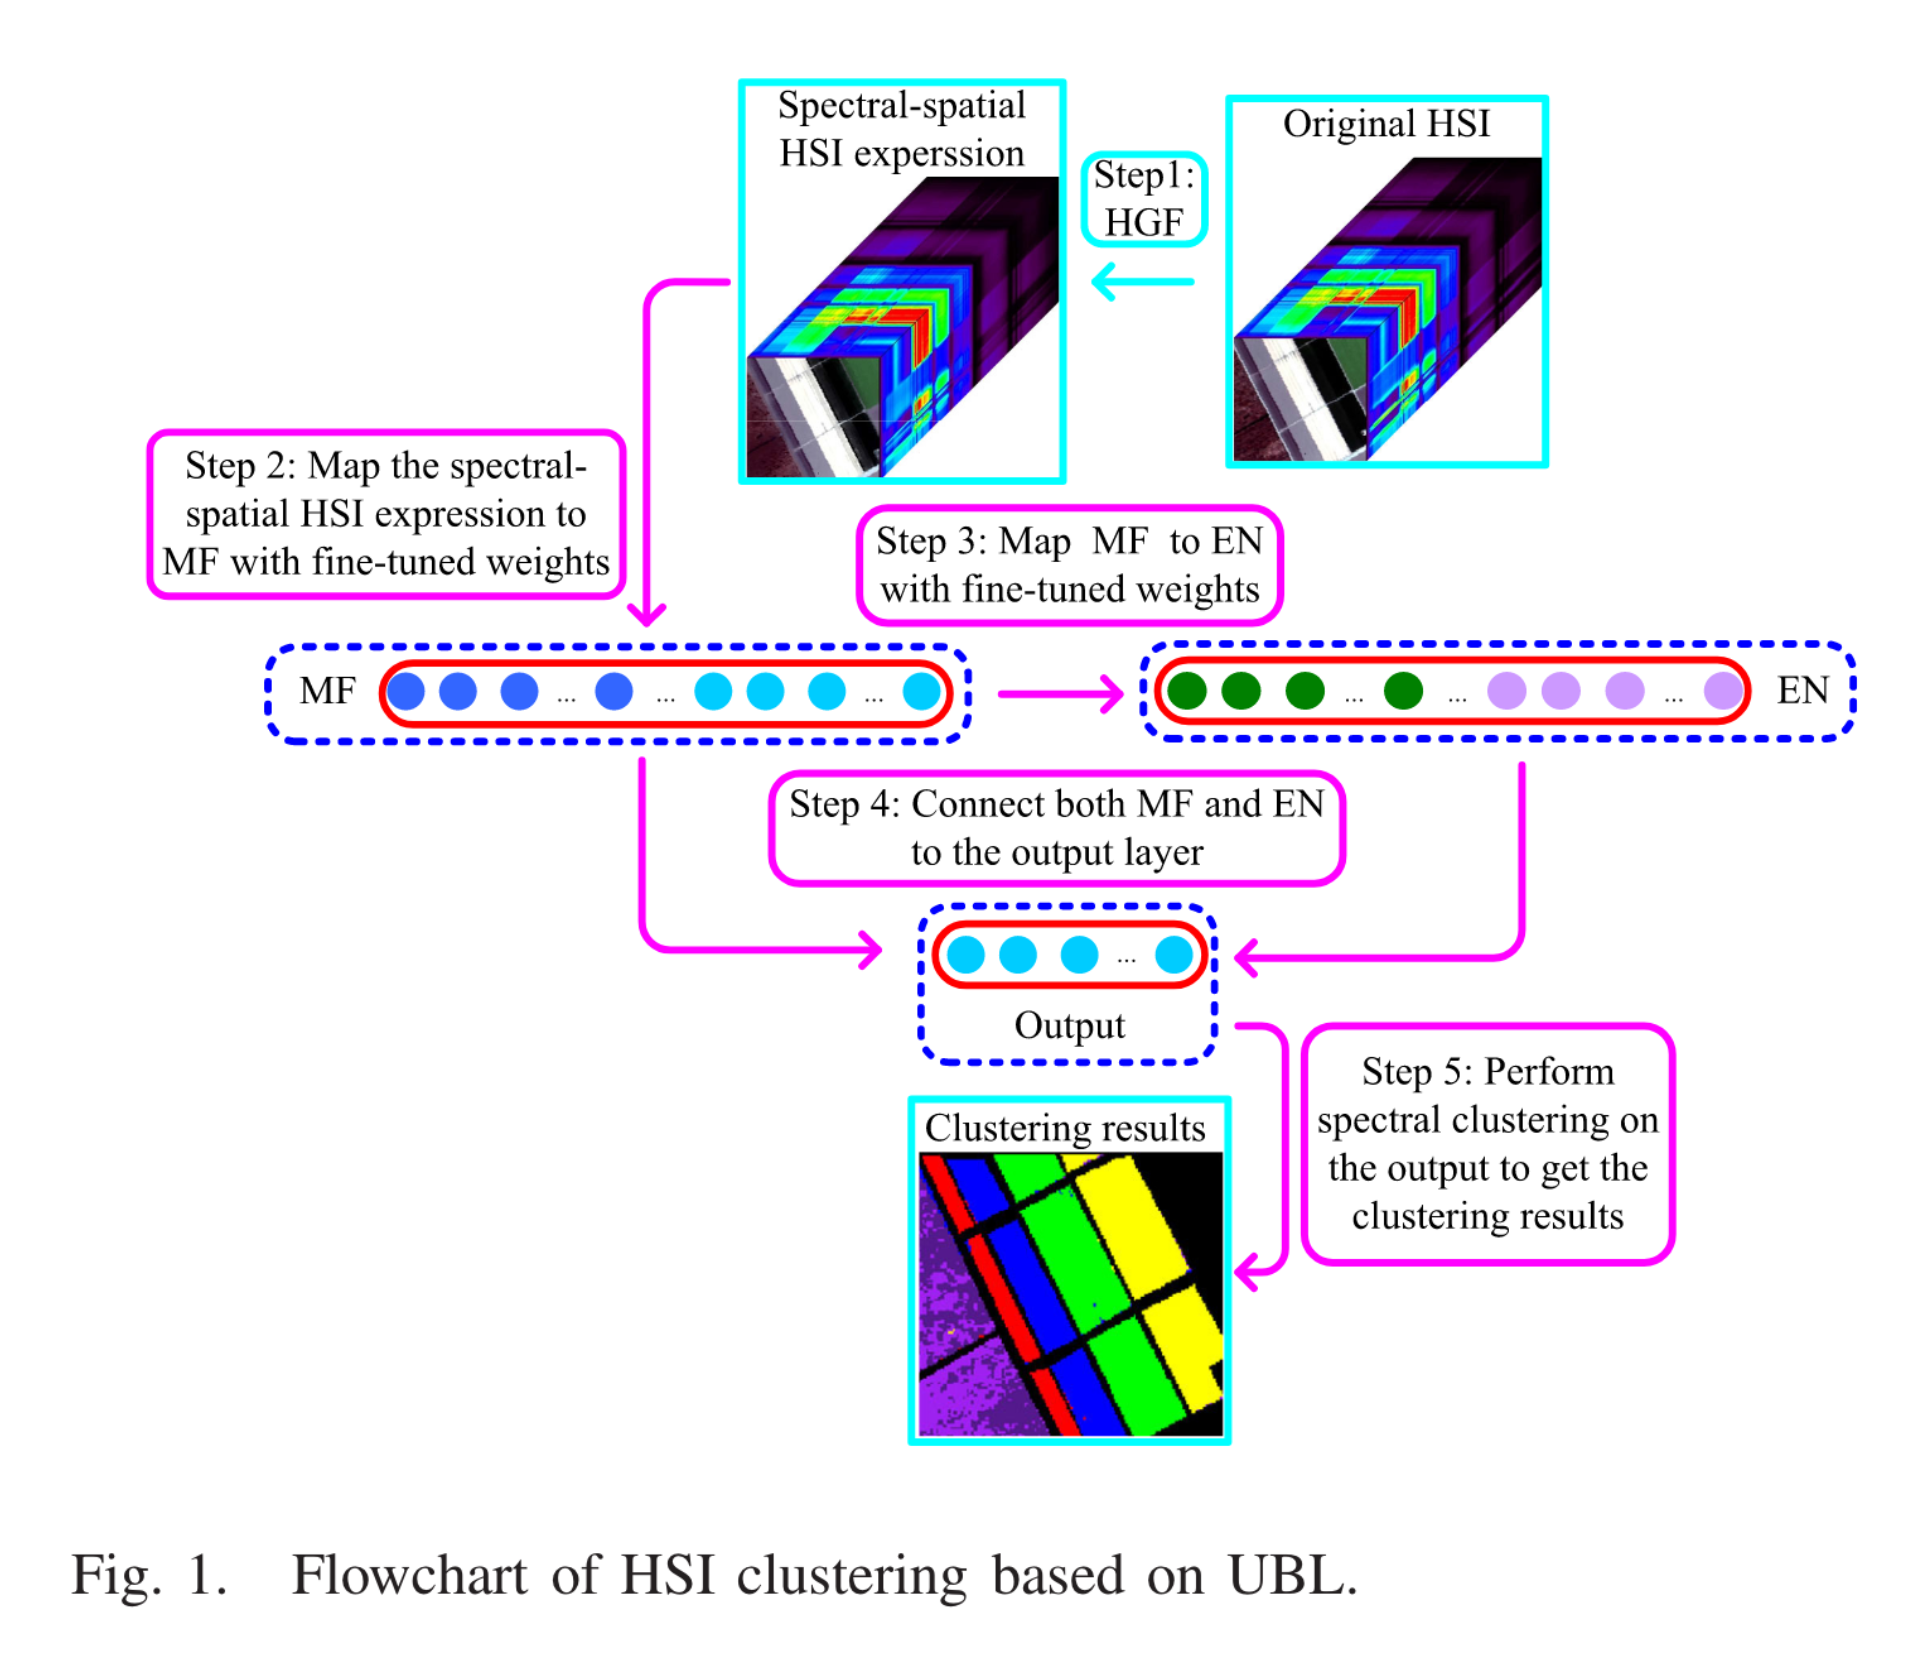 Spectral-spatial
HSI experssion
Original HSI
Step1:
HGF
Step 2: Map the spectral-
spatial HSI expression to
MF with fine-tuned weights
Step 3: Map MF to EN
with fine-tuned weights
MF
...
...
...
...
...
...
EN
Step 4: Connect both MF and EN
to the output layer
...
Output
Step 5: Perform
spectral clustering on
the output to get the
clustering results
Clustering results
Fig. 1. Flowchart of HSI clustering based on UBL.